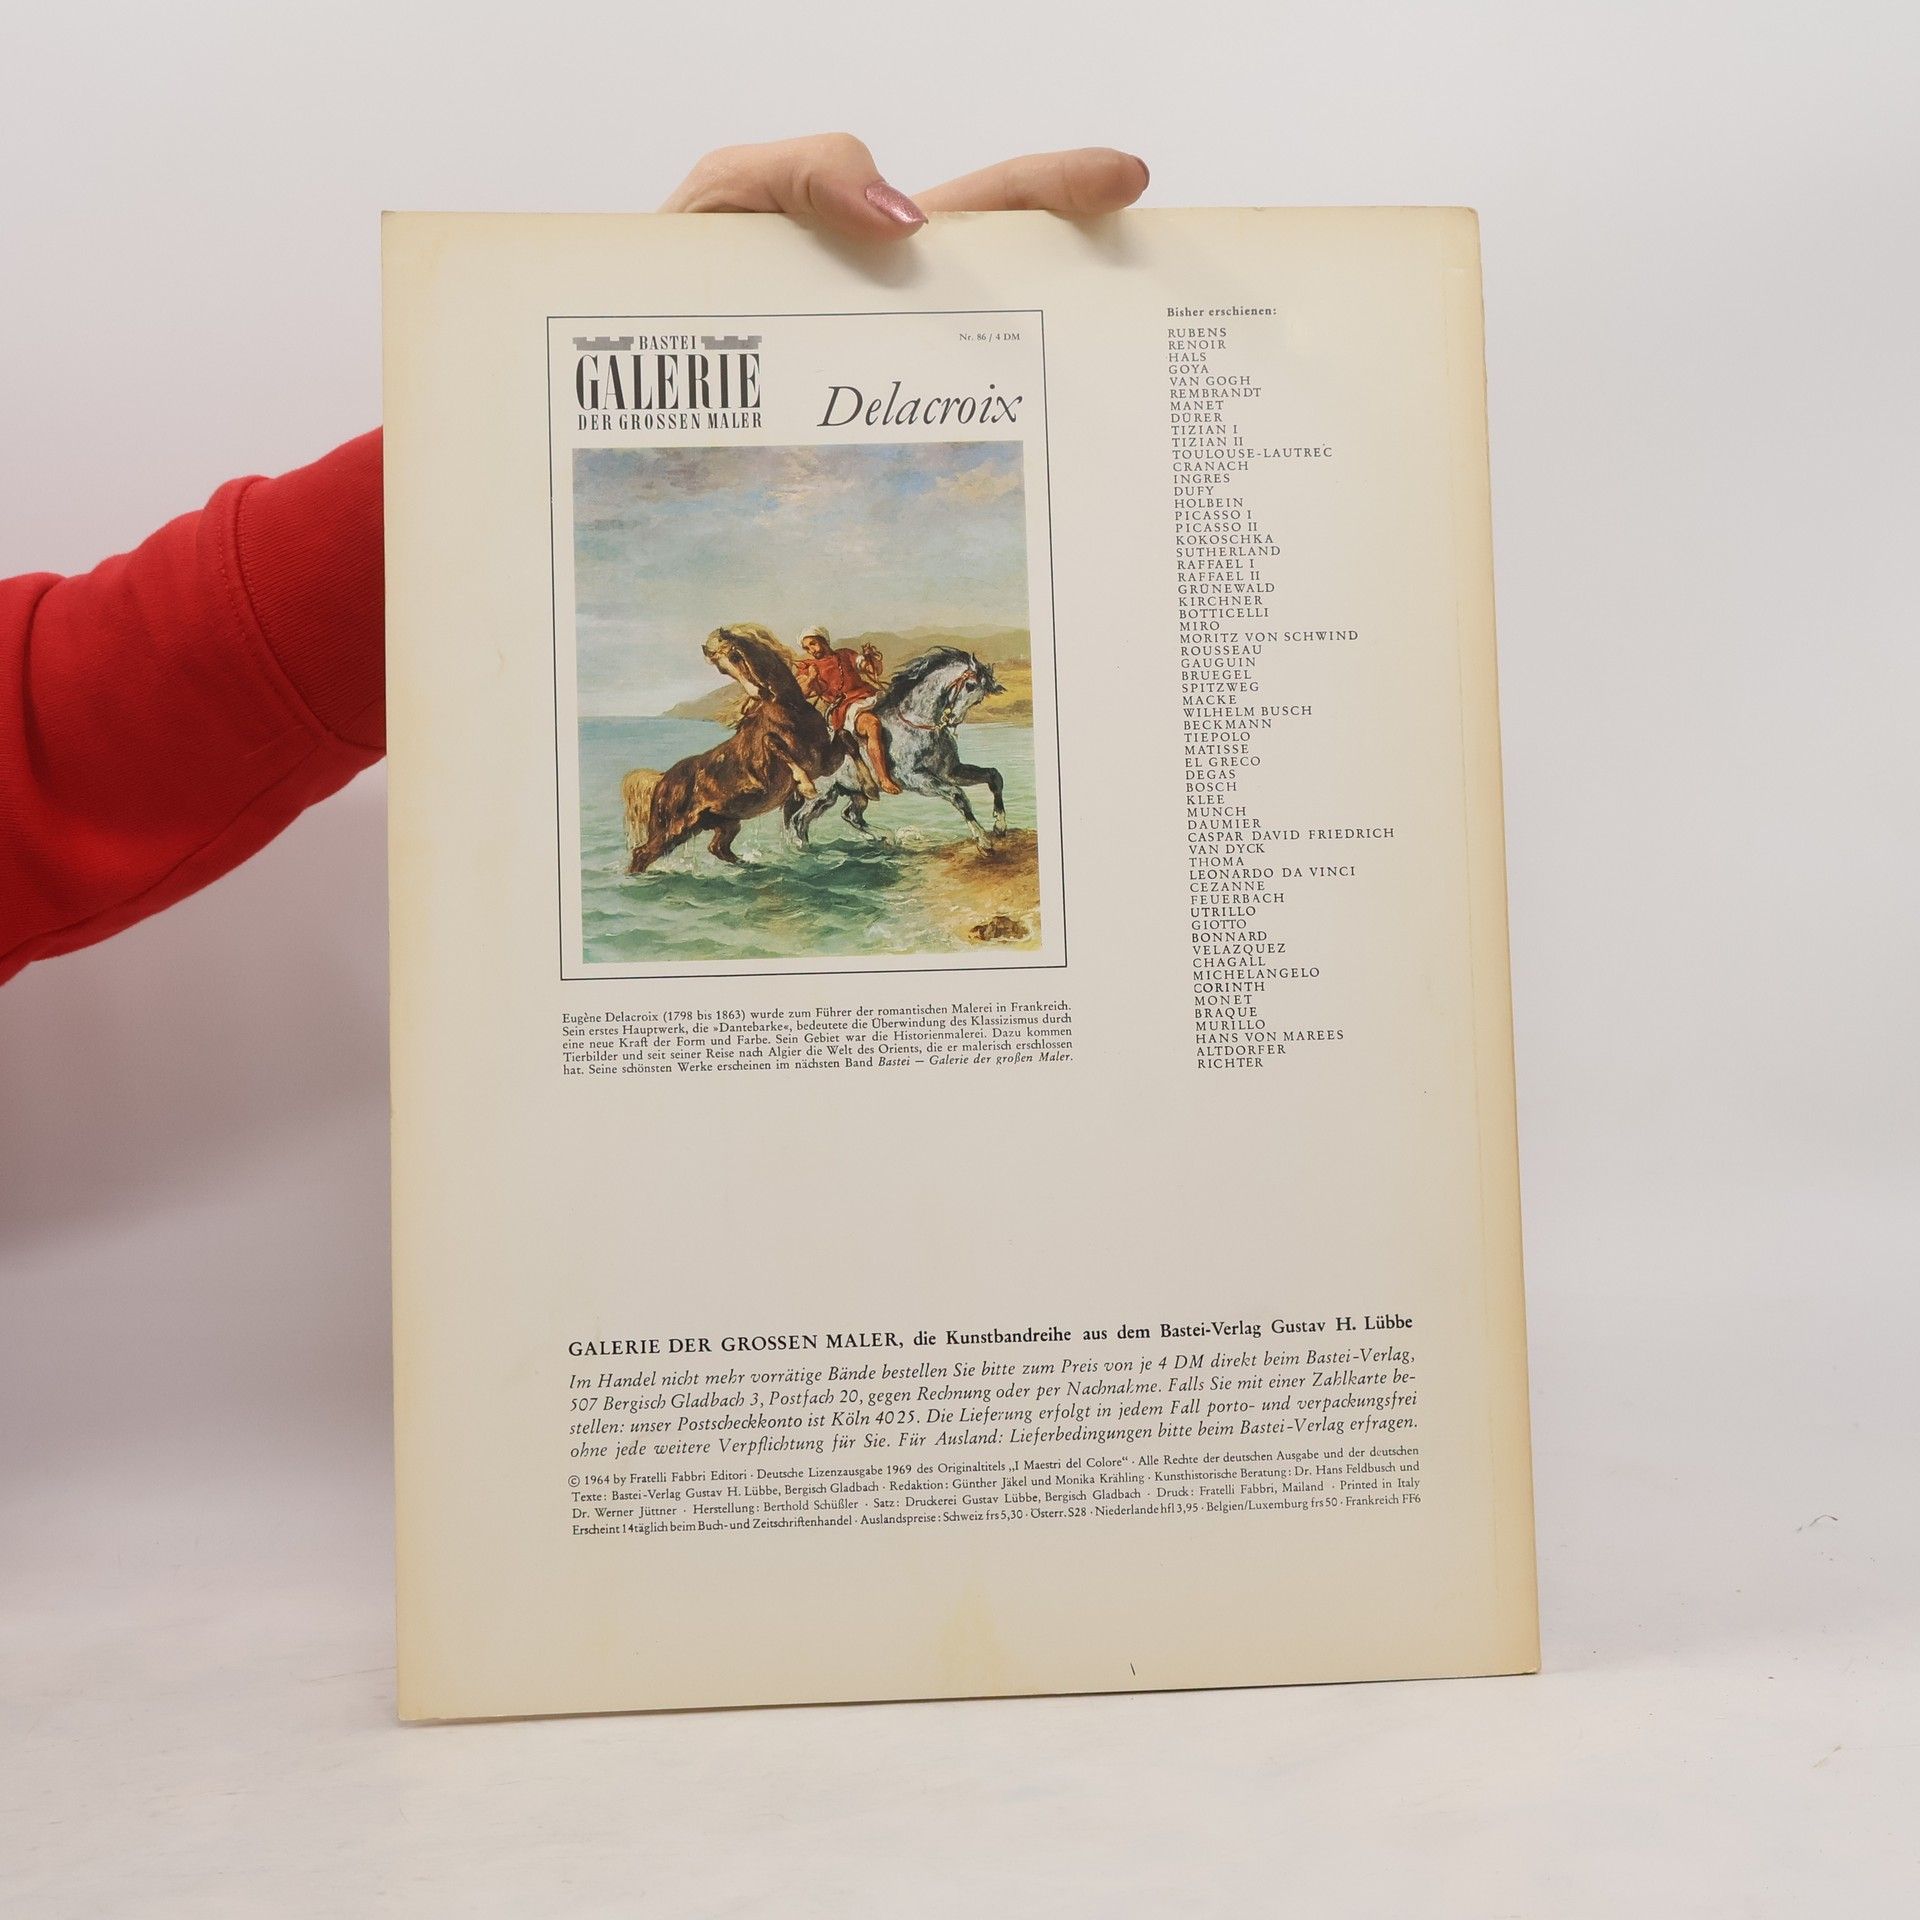 BASTEI
GALERIE
DER GROSSEN MALER
Nr. 86 / 4 DM
Delacroix
Eugène Delacroix (1798 bis 1863) wurde zum Führer der romantischen Malerei in Frankreich.
Sein erstes Hauptwerk, die »Dantebarke«, bedeutete die Überwindung des Klassizismus durch
eine neue Kraft der Form und Farbe. Sein Gebiet war die Historienmalerei. Dazu kommen
Tierbilder und seit seiner Reise nach Algier die Welt des Orients, die er malerisch erschlossen
hat. Seine schönsten Werke erscheinen im nächsten Band Bastei – Galerie der großen Maler.
Bisher erschienen:
RUBENS
RENOIR
HALS
GOYA
VAN GOGH
REMBRANDT
MANET
DÜRER
TIZIAN I
TIZIAN II
TOULOUSE-LAUTREC
CRANACH
INGRES
DUFY
HOLBEIN
PICASSO I
PICASSO II
KOKOSCHKA
SUTHERLAND
RAFFAEL I
RAFFAEL II
GRÜNEWALD
KIRCHNER
BOTTICELLI
MIRO
MORITZ VON SCHWIND
ROUSSEAU
GAUGUIN
BRUEGEL
SPITZWEG
MACKE
WILHELM BUSCH
BECKMANN
TIEPOLO
MATISSE
EL GRECO
DEGAS
BOSCH
KLEE
MUNCH
DAUMIER
CASPAR DAVID FRIEDRICH
VAN DYCK
THOMA
LEONARDO DA VINCI
CEZANNE
FEUERBACH
UTRILLO
GIOTTO
BONNARD
VELAZQUEZ
CHAGALL
MICHELANGELO
CORINTH
MONET
BRAQUE
MURILLO
HANS VON MAREES
ALTDORFER
RICHTER
GALERIE DER GROSSEN MALER, die Kunstbandreihe aus dem Bastei-Verlag Gustav H. Lübbe
Im Handel nicht mehr vorrätige Bände bestellen Sie bitte zum Preis von je 4 DM direkt beim Bastei-Verlag,
507 Bergisch Gladbach 3, Postfach 20, gegen Rechnung oder per Nachnahme. Falls Sie mit einer Zahlkarte be-
stellen: unser Postscheckkonto ist Köln 4025. Die Lieferung erfolgt in jedem Fall porto- und verpackungsfrei
ohne jede weitere Verpflichtung für Sie. Für Ausland: Lieferbedingungen bitte beim Bastei-Verlag erfragen.
© 1964 by Fratelli Fabbri Editori · Deutsche Lizenzausgabe 1969 des Originaltitels „I Maestri del Colore“ · Alle Rechte der deutschen Ausgabe und der deutschen
Texte: Bastei-Verlag Gustav H. Lübbe, Bergisch Gladbach · Redaktion: Günther Jäkel und Monika Krähling · Kunsthistorische Beratung: Dr. Hans Feldbusch und
Dr. Werner Jüttner · Herstellung: Berthold Schüßler · Satz: Druckerei Gustav Lübbe, Bergisch Gladbach · Druck: Fratelli Fabbri, Mailand · Printed in Italy
Erscheint 14täglich beim Buch- und Zeitschriftenhandel · Auslandspreise: Schweiz frs 5,30 · Österr. S28 · Niederlande hfl 3,95 · Belgien/Luxemburg frs 50 · Frankreich FF6